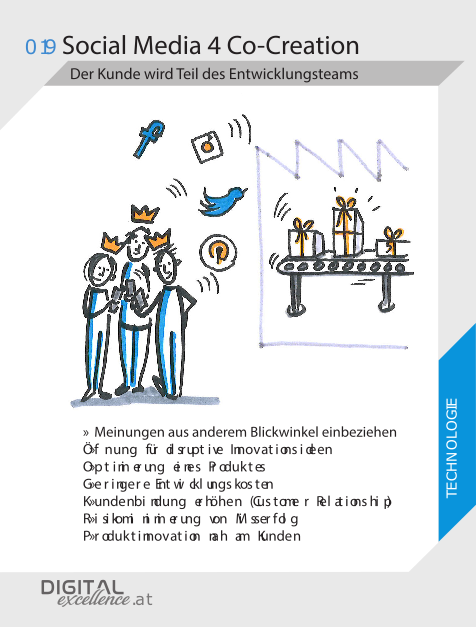 019 Social Media 4 Co-Creation
Der Kunde wird Teil des Entwicklungsteams
» Meinungen aus anderem Blickwinkel einbeziehen
» Öffnung für disruptive Innovationsideen
» Optimierung eines Produktes
» Geringere Entwicklungskosten
» Kundenbindung erhöhen (Customer Relationship)
» Risikominimierung von Misserfolg
» Produktinnovation nah am Kunden
TECHNOLOGIE
DIGITAL
excellence.at